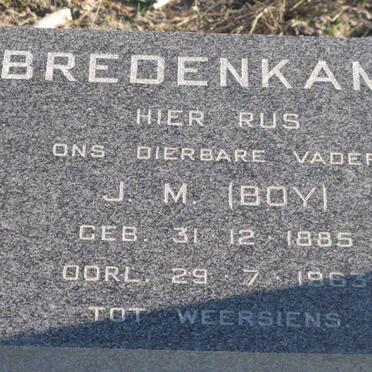 BREDENKAM
HIER RUS
ONS DIERBARE VADER
J. M. (BOY)
GEB. 31·12·1885
OORL. 29·7·1963
TOT WEERSIENS.